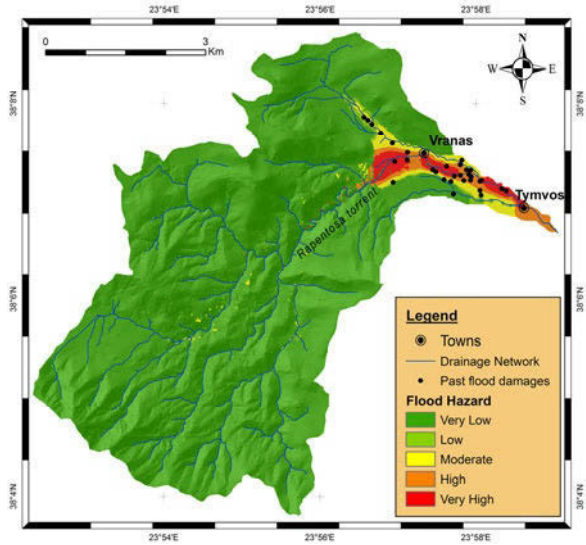 23°54'E 23°56'E 23°58'E
0 3
Km
N
W E
S
38°8'N 38°8'N
Vranas
Tymvos
Rapentosa torrent
38°6'N 38°6'N
Legend
Towns
Drainage Network
Past flood damages
Flood Hazard
Very Low
Low
Moderate
High
Very High
38°4'N 38°4'N
23°54'E 23°56'E 23°58'E